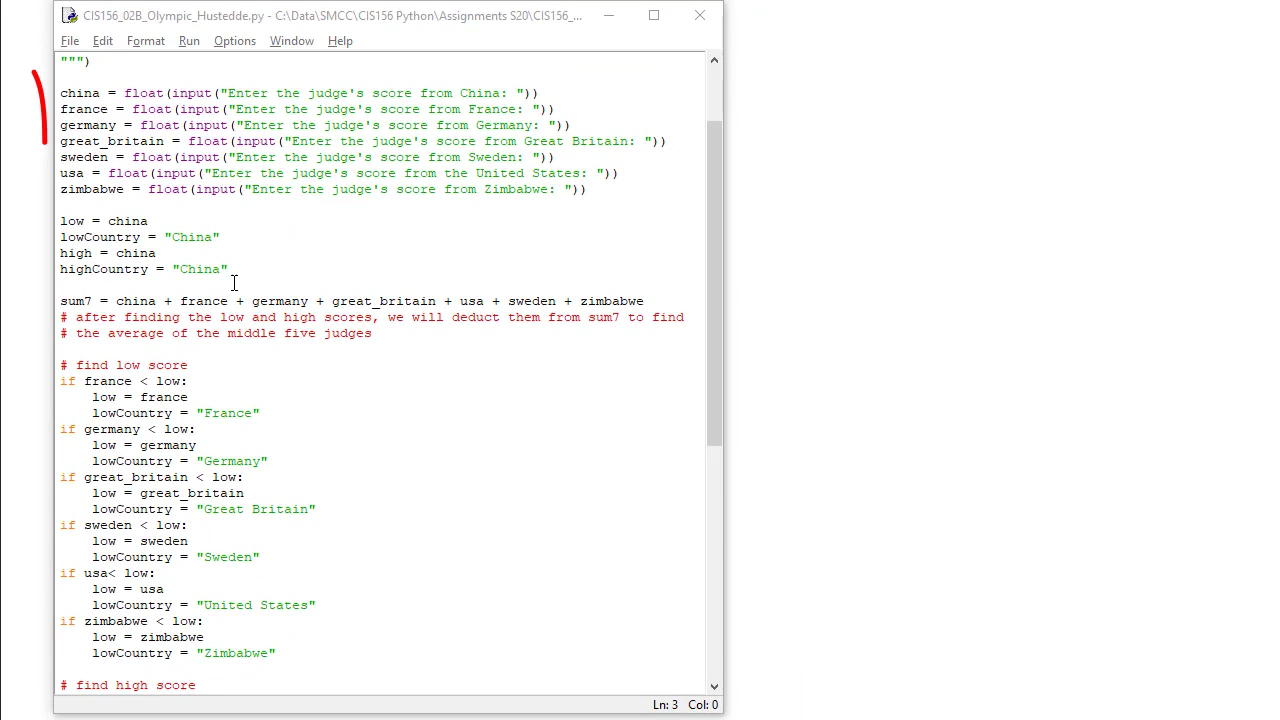 CIS156_02B_Olympic_Hustedde.py - C:\Data\SMCC\CIS156 Python\Assignments S20\CIS156_...
File Edit Format Run Options Window Help
""")
china = float(input("Enter the judge's score from China: "))
france = float(input("Enter the judge's score from France: "))
germany = float(input("Enter the judge's score from Germany: "))
great_britain = float(input("Enter the judge's score from Great Britain: "))
sweden = float(input("Enter the judge's score from Sweden: "))
usa = float(input("Enter the judge's score from the United States: "))
zimbabwe = float(input("Enter the judge's score from Zimbabwe: "))
low = china
lowCountry = "China"
high = china
highCountry = "China"
sum7 = china + france + germany + great_britain + usa + sweden + zimbabwe
# after finding the low and high scores, we will deduct them from sum7 to find
# the average of the middle five judges
# find low score
if france < low:
    low = france
    lowCountry = "France"
if germany < low:
    low = germany
    lowCountry = "Germany"
if great_britain < low:
    low = great_britain
    lowCountry = "Great Britain"
if sweden < low:
    low = sweden
    lowCountry = "Sweden"
if usa< low:
    low = usa
    lowCountry = "United States"
if zimbabwe < low:
    low = zimbabwe
    lowCountry = "Zimbabwe"
# find high score
Ln: 3 Col: 0